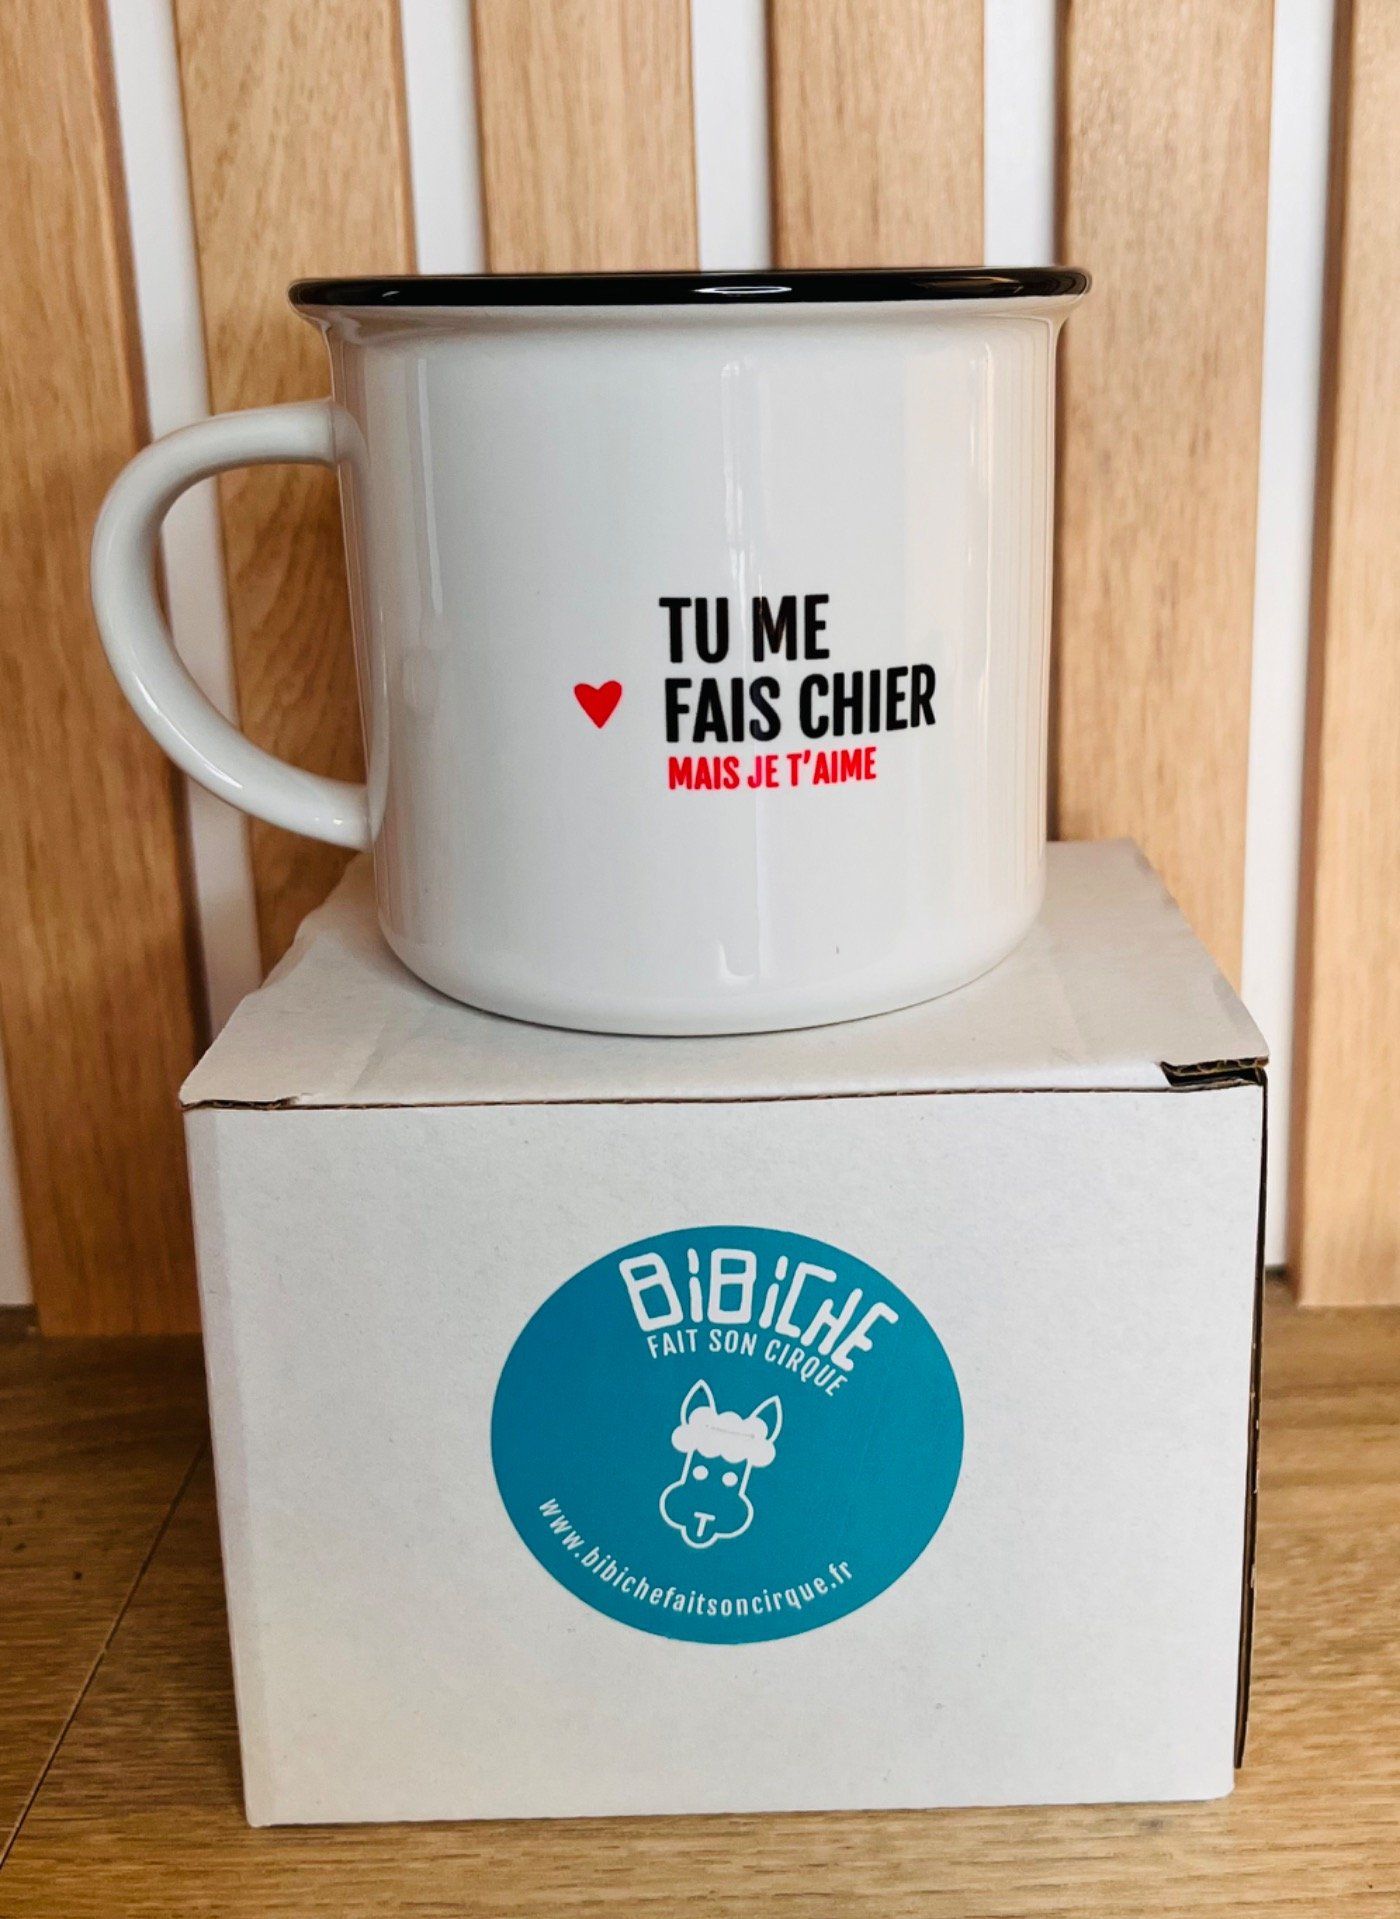 TU ME
FAIS CHIER
MAIS JE T'AIME
BiBiCHE
FAIT SON CIRQUE
www.bibichefaitsoncirque.fr